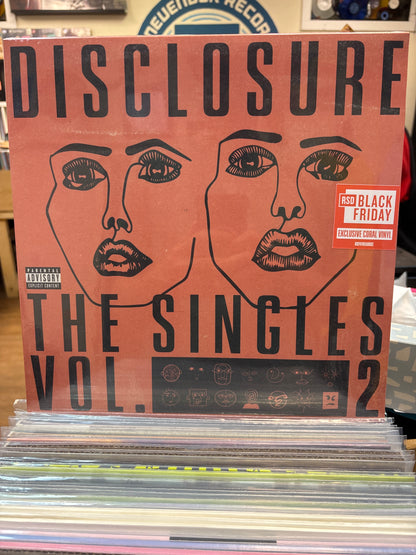 DISCLOSURE
RSD BLACK
FRIDAY
EXCLUSIVE CORAL VINYL
PARENTAL
ADVISORY
EXPLICIT CONTENT
THE SINGLES
VOL. 2